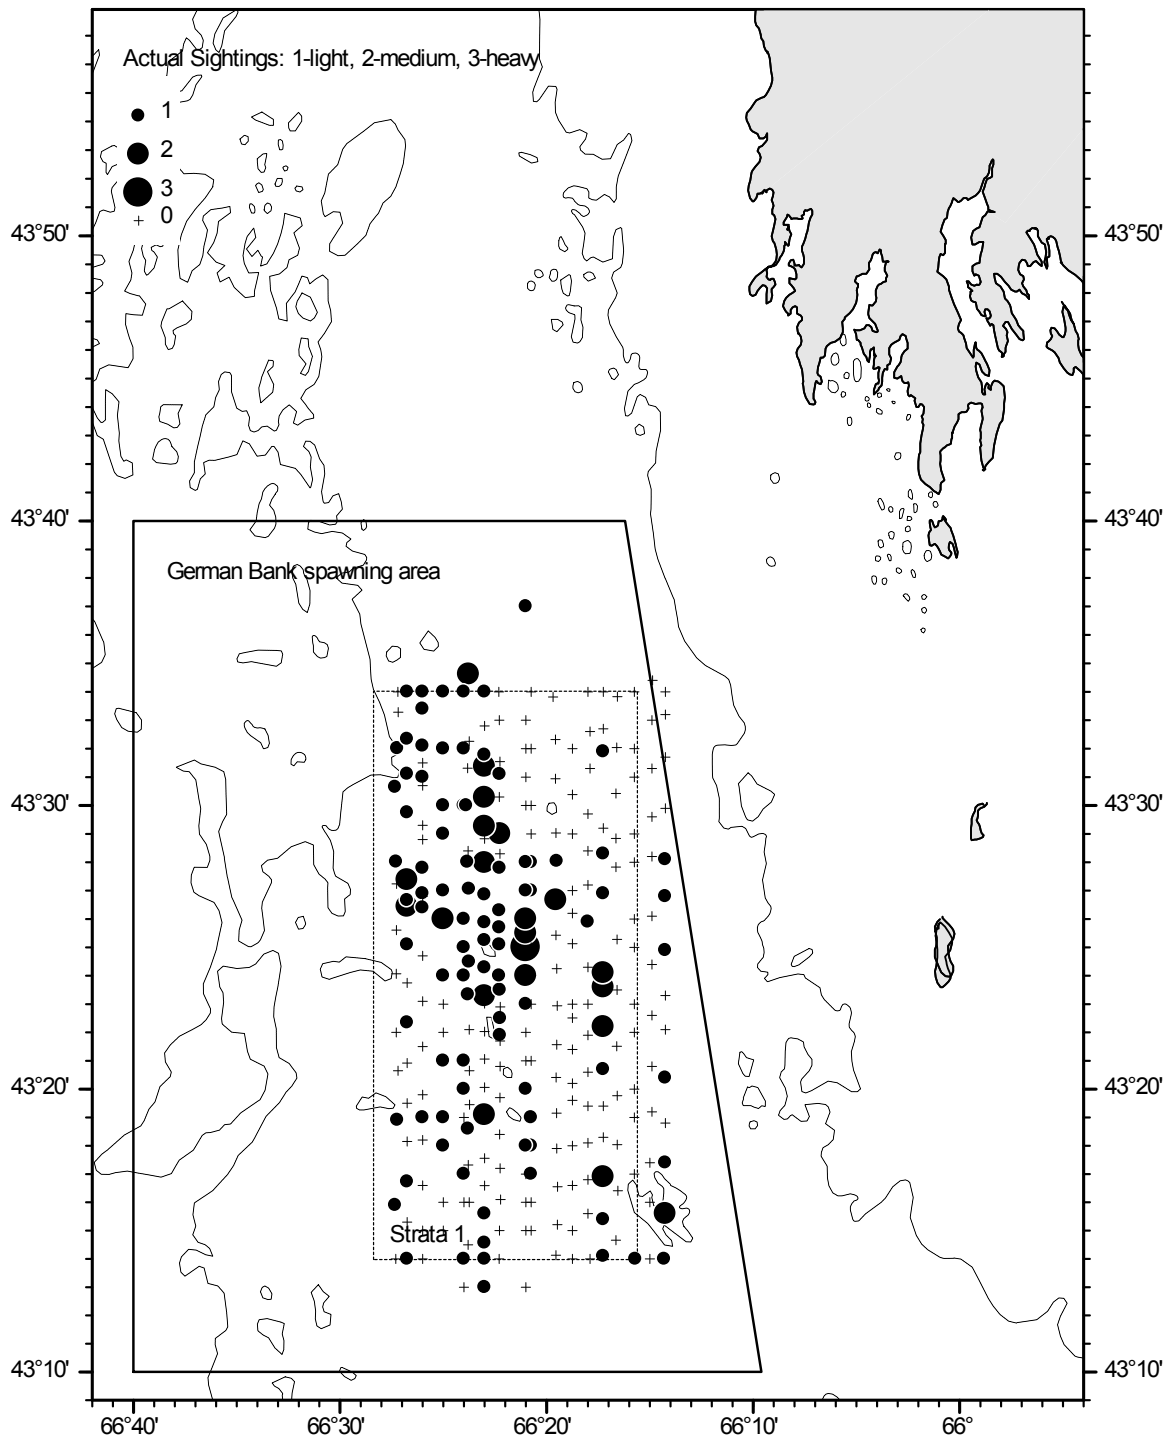 Actual Sightings: 1-light, 2-medium, 3-heavy
1
2
3
0
43°50' 43°50'
43°40' 43°40'
German Bank spawning area
43°30' 43°30'
43°20' 43°20'
Strata 1
43°10' 43°10'
66°40' 66°30' 66°20' 66°10' 66°